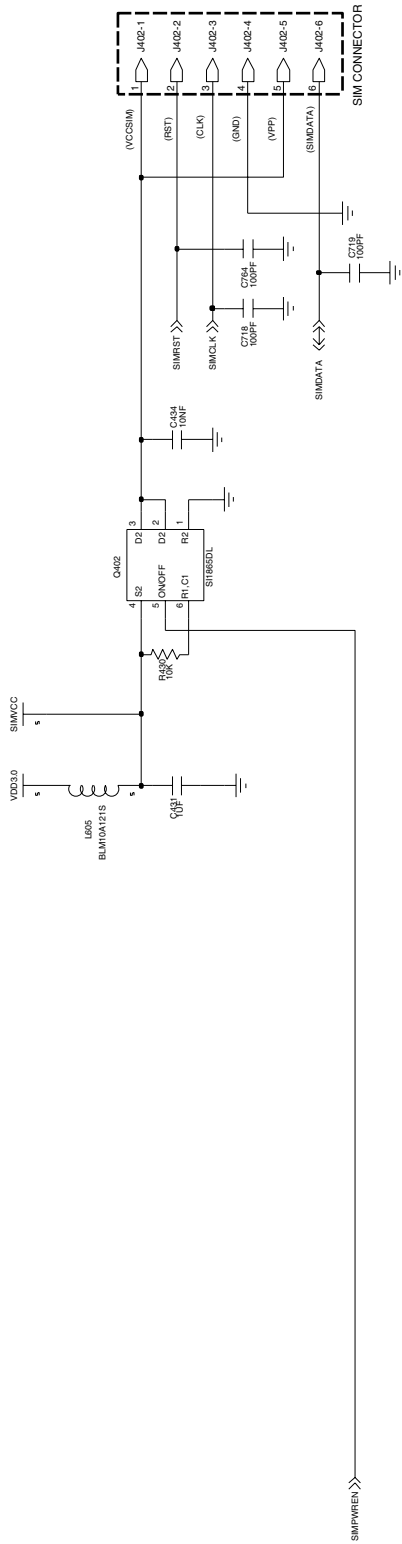 SIM CONNECTOR
J402-1
J402-2
J402-3
J402-4
J402-5
J402-6
1
2
3
4
5
6
(VCCSIM)
(RST)
(CLK)
(GND)
(VPP)
(SIMDATA)
C719
100PF
C764
100PF
C718
100PF
SIMRST
SIMCLK
SIMDATA
C434
10NF
Q402
3
D2
2
D2
1
R2
4
S2
5
ON/OFF
6
R1,C1
SI1865DL
R430
10K
SIMVCC
s
VDD3.0
s
s
L605
BLM10A121S
C431
1UF
SIMPWREN